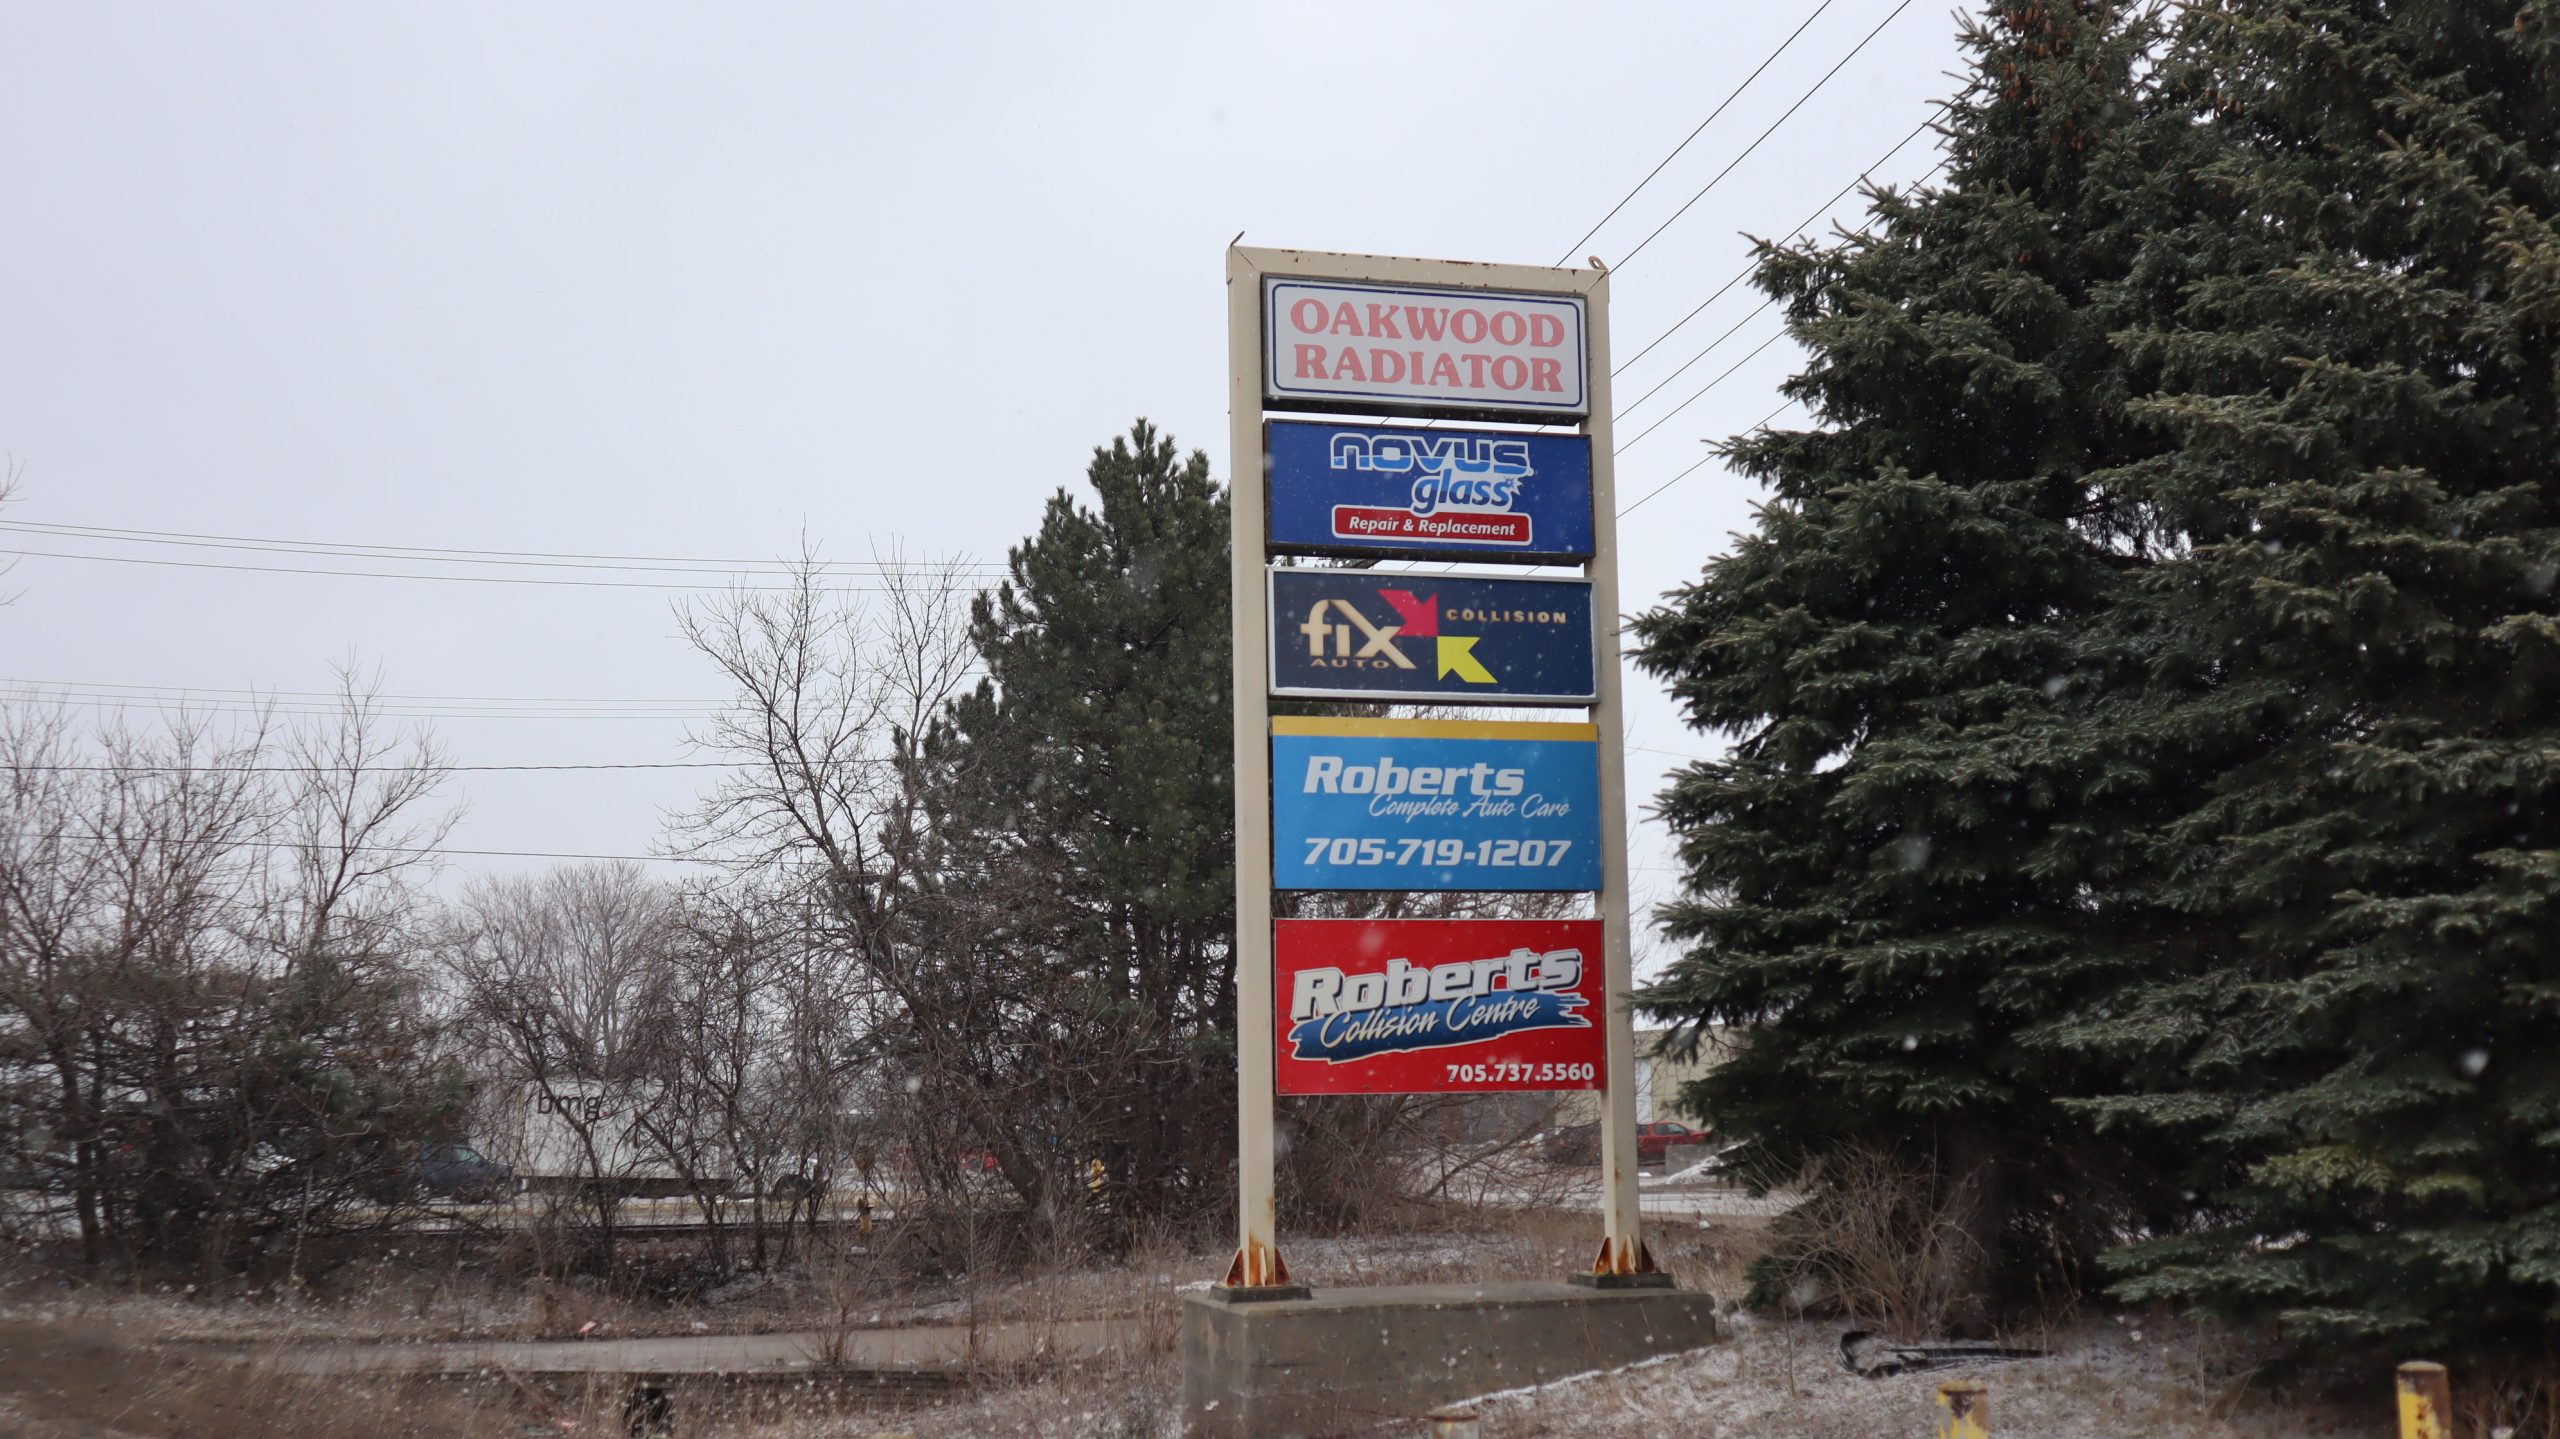 OAKWOOD
RADIATOR
novus
glass
Repair & Replacement
fix
AUTO
COLLISION
Roberts
Complete Auto Care
705-719-1207
Roberts
Collision Centre
705.737.5560
bmg